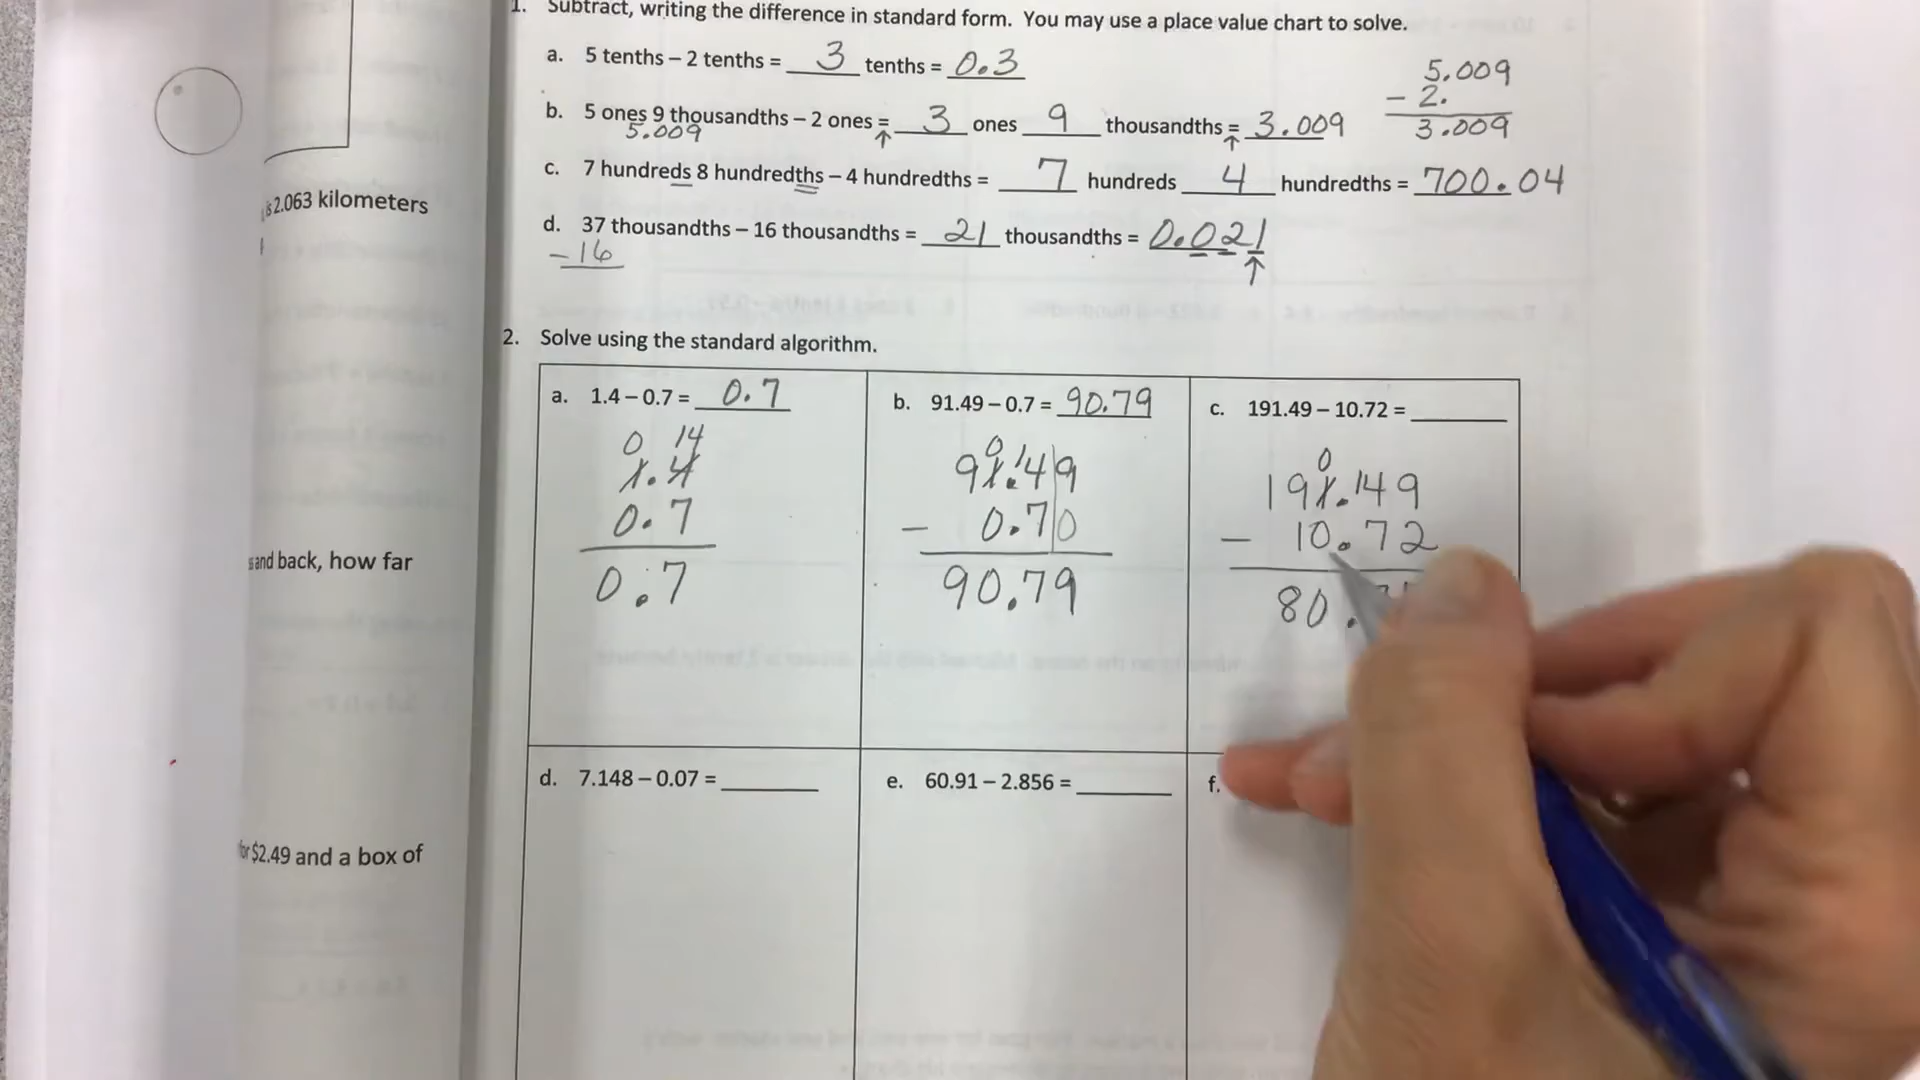 1. Subtract, writing the difference in standard form. You may use a place value chart to solve.
a. 5 tenths – 2 tenths = 3 tenths = 0.3
5.009
- 2.
3.009
b. 5 ones 9 thousandths – 2 ones = 3 ones 9 thousandths = 3.009
5.009
c. 7 hundreds 8 hundredths – 4 hundredths = 7 hundreds 4 hundredths = 700.04
d. 37 thousandths – 16 thousandths = 21 thousandths = 0.021
- 16
2.063 kilometers
and back, how far
for $2.49 and a box of
2. Solve using the standard algorithm.
a. 1.4 – 0.7 = 0.7
0 14
1.4
0.7
0.7
b. 91.49 – 0.7 = 90.79
0
91.149
- 0.70
90.79
c. 191.49 – 10.72 =
0
191.149
- 10.72
80.
d. 7.148 – 0.07 =
e. 60.91 – 2.856 =
f.